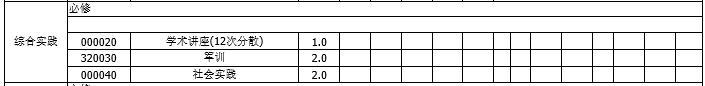 必修
综合实践
000020 学术讲座(12次分散) 1.0
320030 军训 2.0
000040 社会实践 2.0